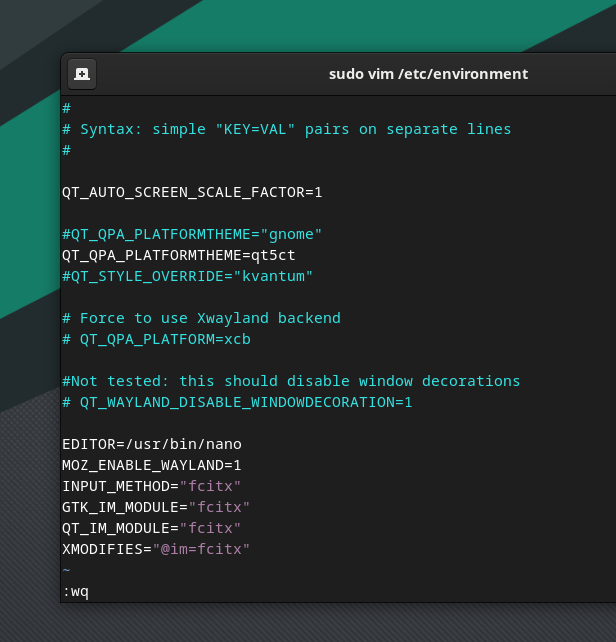 sudo vim /etc/environment
#
# Syntax: simple "KEY=VAL" pairs on separate lines
#
QT_AUTO_SCREEN_SCALE_FACTOR=1
#QT_QPA_PLATFORMTHEME="gnome"
QT_QPA_PLATFORMTHEME=qt5ct
#QT_STYLE_OVERRIDE="kvantum"
# Force to use Xwayland backend
# QT_QPA_PLATFORM=xcb
#Not tested: this should disable window decorations
# QT_WAYLAND_DISABLE_WINDOWDECORATION=1
EDITOR=/usr/bin/nano
MOZ_ENABLE_WAYLAND=1
INPUT_METHOD="fcitx"
GTK_IM_MODULE="fcitx"
QT_IM_MODULE="fcitx"
XMODIFIES="@im=fcitx"
~
:wq